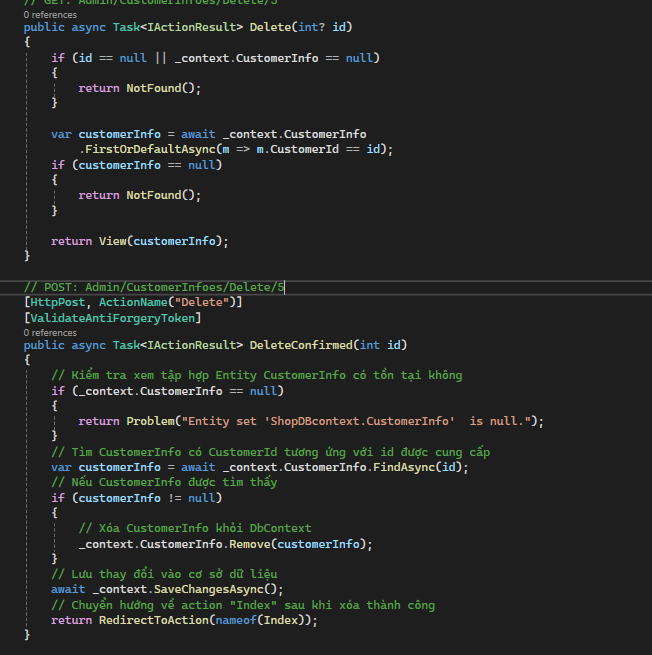 // GET: Admin/CustomerInfoes/Delete/5
0 references
public async Task<IActionResult> Delete(int? id)
{
    if (id == null || _context.CustomerInfo == null)
    {
        return NotFound();
    }

    var customerInfo = await _context.CustomerInfo
        .FirstOrDefaultAsync(m => m.CustomerId == id);
    if (customerInfo == null)
    {
        return NotFound();
    }

    return View(customerInfo);
}

// POST: Admin/CustomerInfoes/Delete/5
[HttpPost, ActionName("Delete")]
[ValidateAntiForgeryToken]
0 references
public async Task<IActionResult> DeleteConfirmed(int id)
{
    // Kiểm tra xem tập hợp Entity CustomerInfo có tồn tại không
    if (_context.CustomerInfo == null)
    {
        return Problem("Entity set 'ShopDBcontext.CustomerInfo'  is null.");
    }
    // Tìm CustomerInfo có CustomerId tương ứng với id được cung cấp
    var customerInfo = await _context.CustomerInfo.FindAsync(id);
    // Nếu CustomerInfo được tìm thấy
    if (customerInfo != null)
    {
        // Xóa CustomerInfo khỏi DbContext
        _context.CustomerInfo.Remove(customerInfo);
    }
    // Lưu thay đổi vào cơ sở dữ liệu
    await _context.SaveChangesAsync();
    // Chuyển hướng về action "Index" sau khi xóa thành công
    return RedirectToAction(nameof(Index));
}